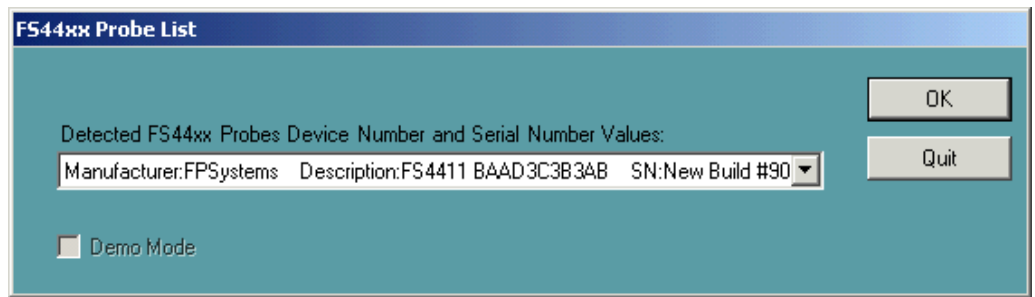 FS44xx Probe List
OK
Detected FS44xx Probes Device Number and Serial Number Values:
Manufacturer:FPSystems Description:FS4411 BAAD3C3B3AB SN:New Build #90
Quit
Demo Mode